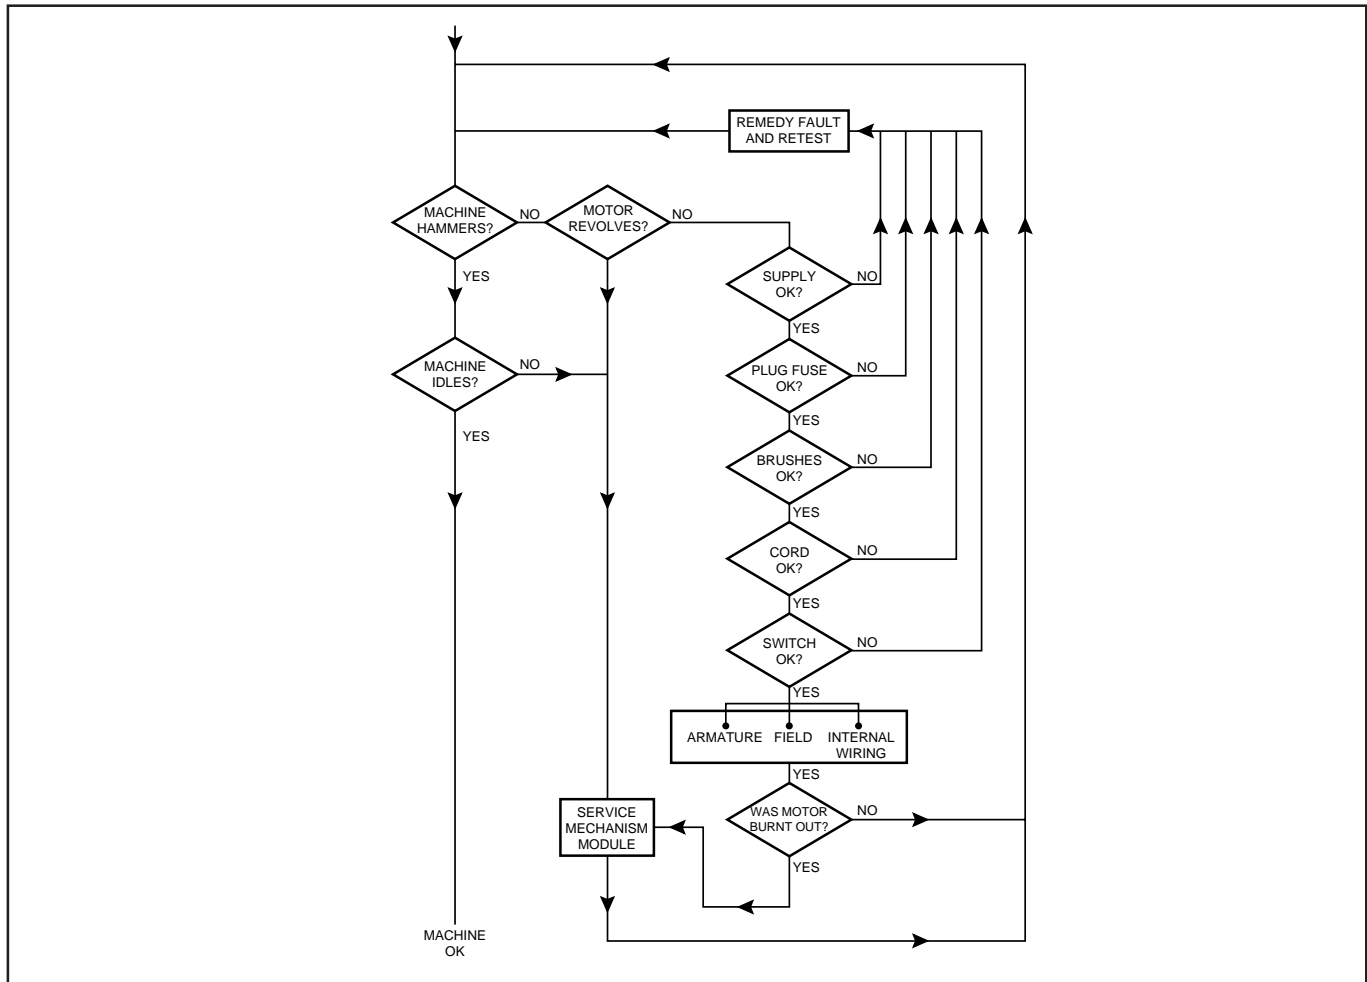 REMEDY FAULT
AND RETEST
MACHINE
HAMMERS?
NO
MOTOR
REVOLVES?
NO
YES
SUPPLY
OK?
NO
YES
MACHINE
IDLES?
NO
PLUG FUSE
OK?
NO
YES
YES
BRUSHES
OK?
NO
YES
CORD
OK?
NO
YES
SWITCH
OK?
NO
YES
ARMATURE
FIELD
INTERNAL
WIRING
YES
SERVICE
MECHANISM
MODULE
WAS MOTOR
BURNT OUT?
NO
YES
MACHINE
OK